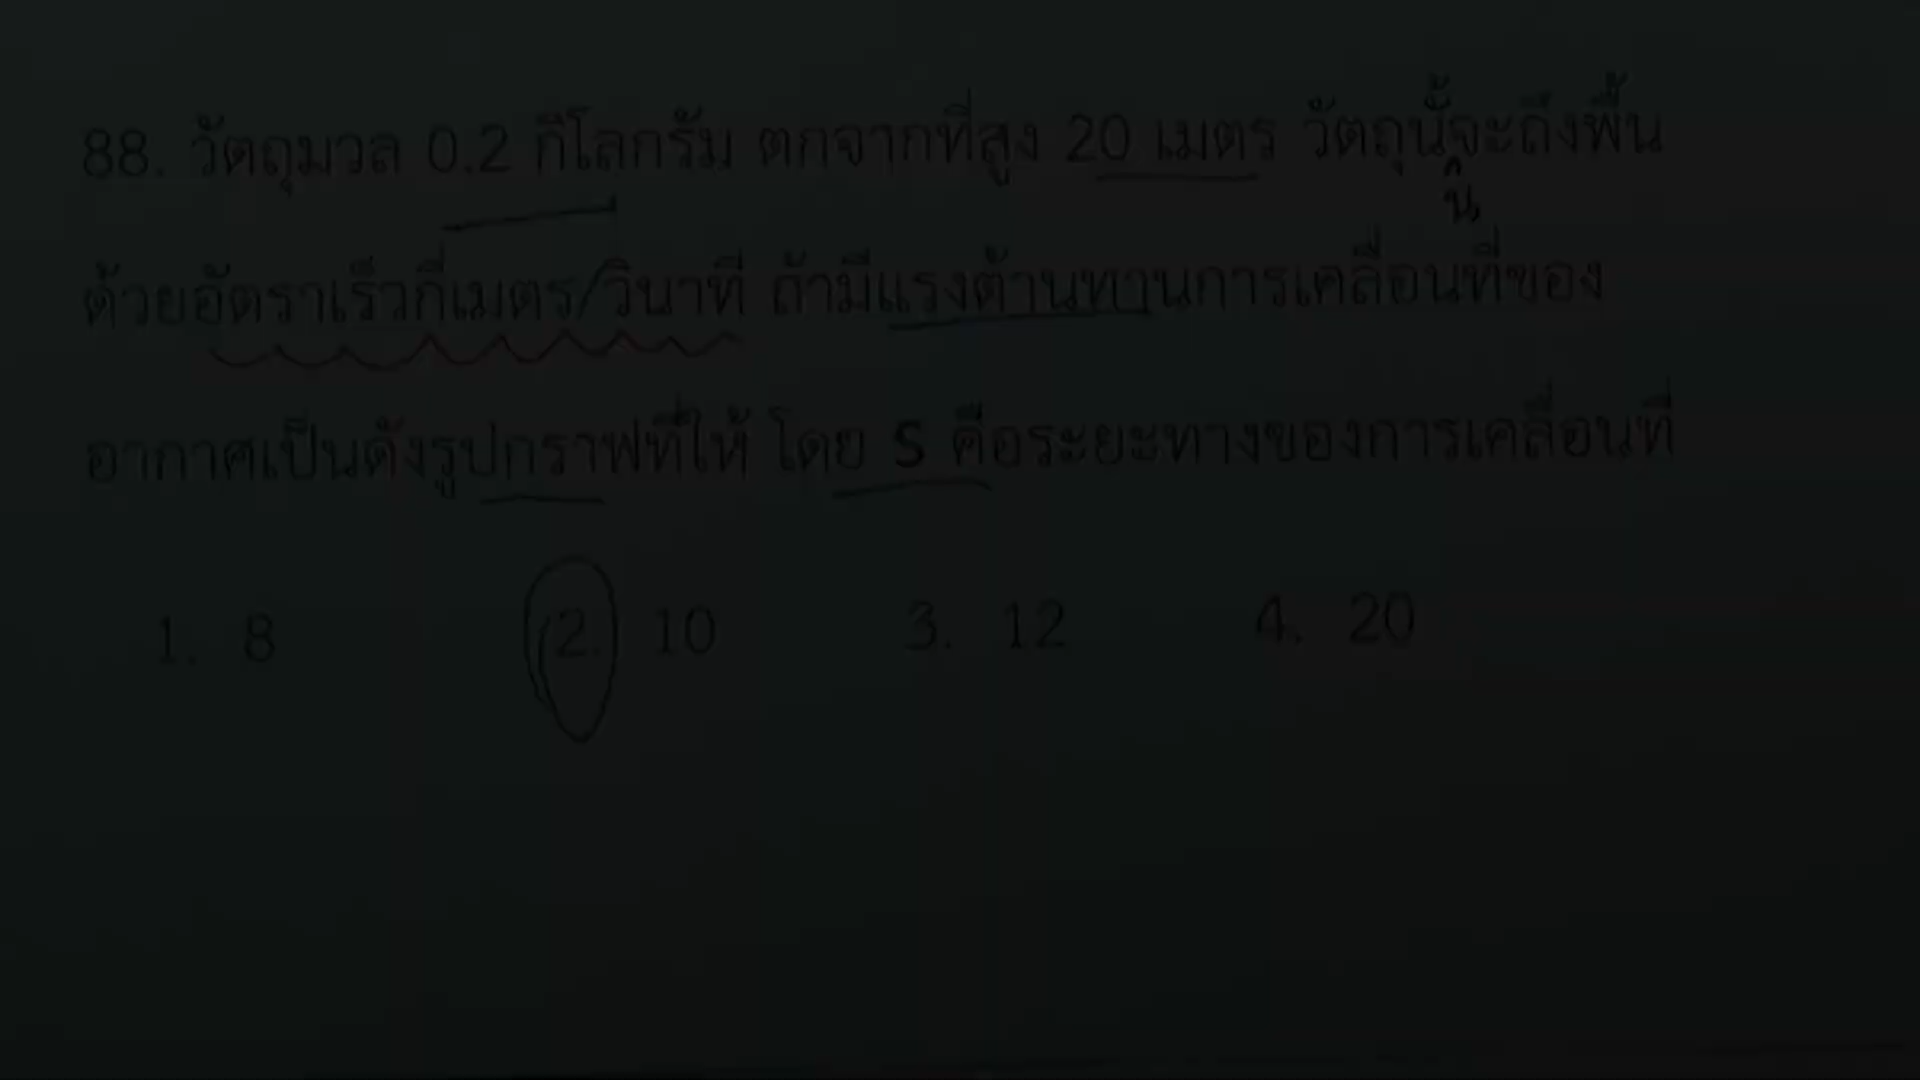 88. วัตถุมวล 0.2 กิโลกรัม ตกจากที่สูง 20 เมตร วัตถุนั้จะถึงพื้น
นี้
ด้วยอัตราเร็วกี่เมตร/วินาที ถ้ามีแรงต้านทานการเคลื่อนที่ของ
อากาศเป็นดังรูปกราฟที่ให้ โดย S คือระยะทางของการเคลื่อนที่
1. 8 2. 10 3. 12 4. 20